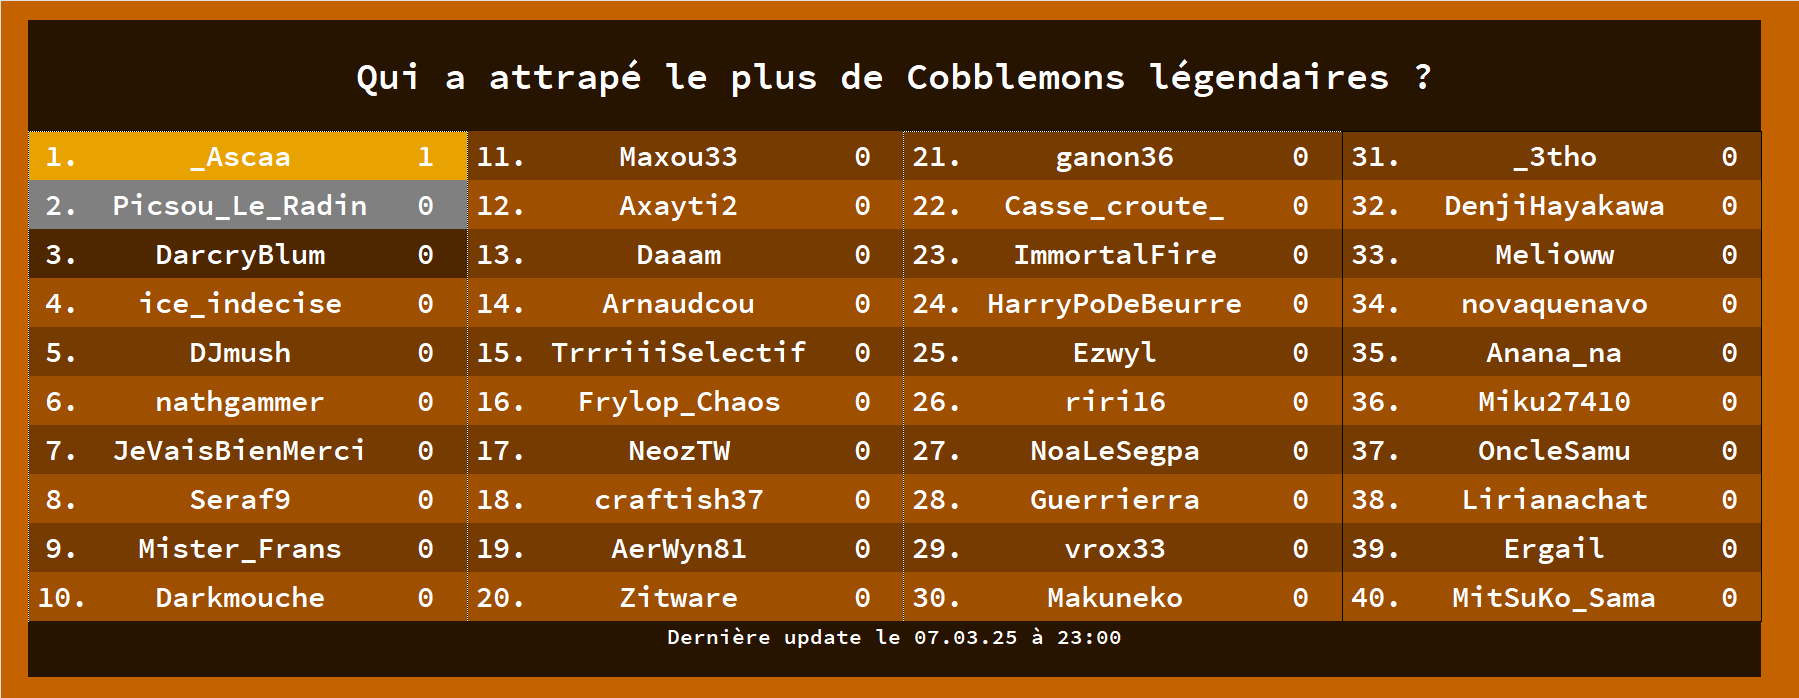 Qui a attrapé le plus de Cobblemons légendaires ?
1. _Ascaa 1 11. Maxou33 0 21. ganon36 0 31. _3tho 0
2. Picsou_Le_Radin 0 12. Axayti2 0 22. Casse_croute_ 0 32. DenjiHayakawa 0
3. DarcryBlum 0 13. Daaam 0 23. ImmortalFire 0 33. Melioww 0
4. ice_indecise 0 14. Arnaudcou 0 24. HarryPoDeBeurre 0 34. novaquenavo 0
5. DJmush 0 15. TrrriiiSelectif 0 25. Ezwyl 0 35. Anana_na 0
6. nathgammer 0 16. Frylop_Chaos 0 26. riri16 0 36. Miku27410 0
7. JeVaisBienMerci 0 17. NeozTW 0 27. NoaLeSegpa 0 37. OncleSamu 0
8. Seraf9 0 18. craftish37 0 28. Guerrierra 0 38. Lirianachat 0
9. Mister_Frans 0 19. AerWyn81 0 29. vrox33 0 39. Ergail 0
10. Darkmouche 0 20. Zitware 0 30. Makuneko 0 40. MitSuKo_Sama 0
Dernière update le 07.03.25 à 23:00